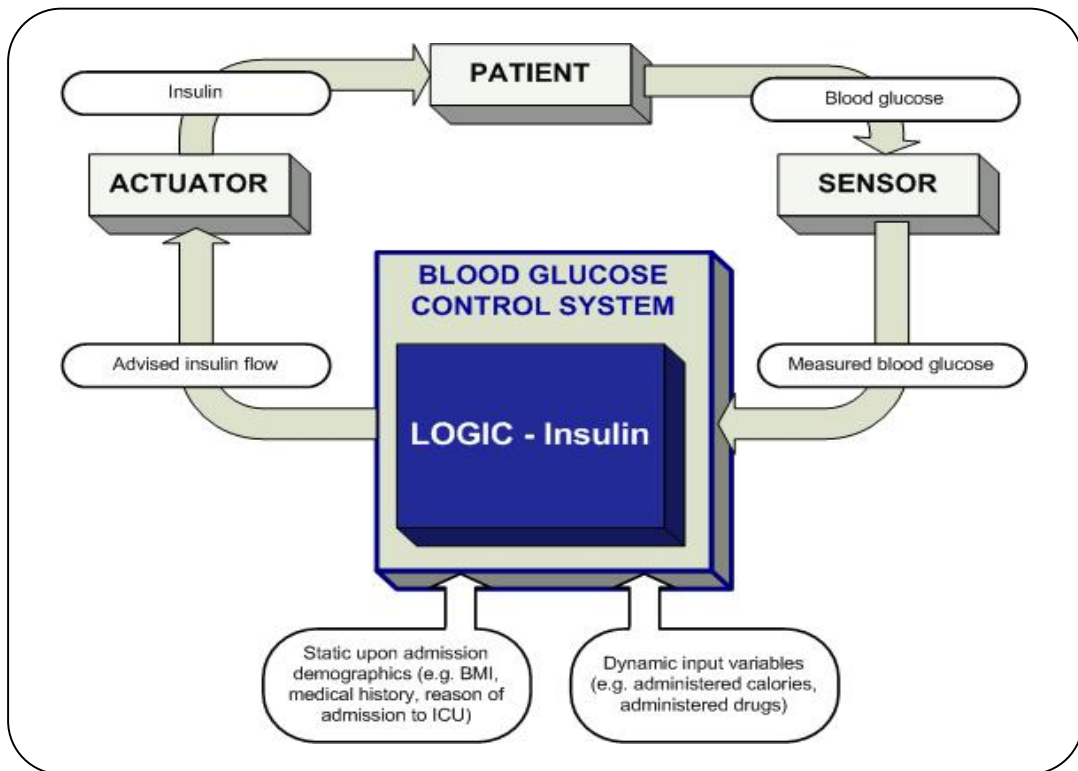 PATIENT
Insulin
Blood glucose
ACTUATOR
SENSOR
BLOOD GLUCOSE
CONTROL SYSTEM
Advised insulin flow
Measured blood glucose
LOGIC - Insulin
Static upon admission
demographics (e.g. BMI,
medical history, reason of
admission to ICU)
Dynamic input variables
(e.g. administered calories,
administered drugs)